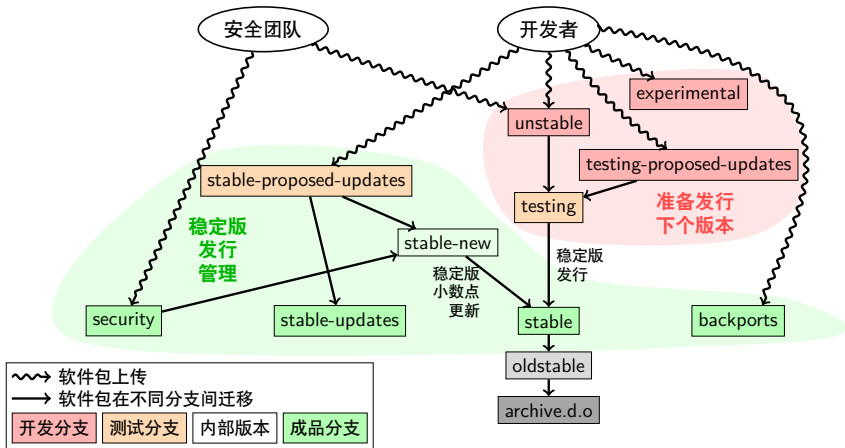 安全团队
开发者
experimental
unstable
testing-proposed-updates
stable-proposed-updates
testing
准备发行
下个版本
稳定版
发行
管理
stable-new
稳定版
发行
稳定版
小数点
更新
security
stable-updates
stable
backports
oldstable
archive.d.o
软件包上传
软件包在不同分支间迁移
开发分支 测试分支 内部版本 成品分支